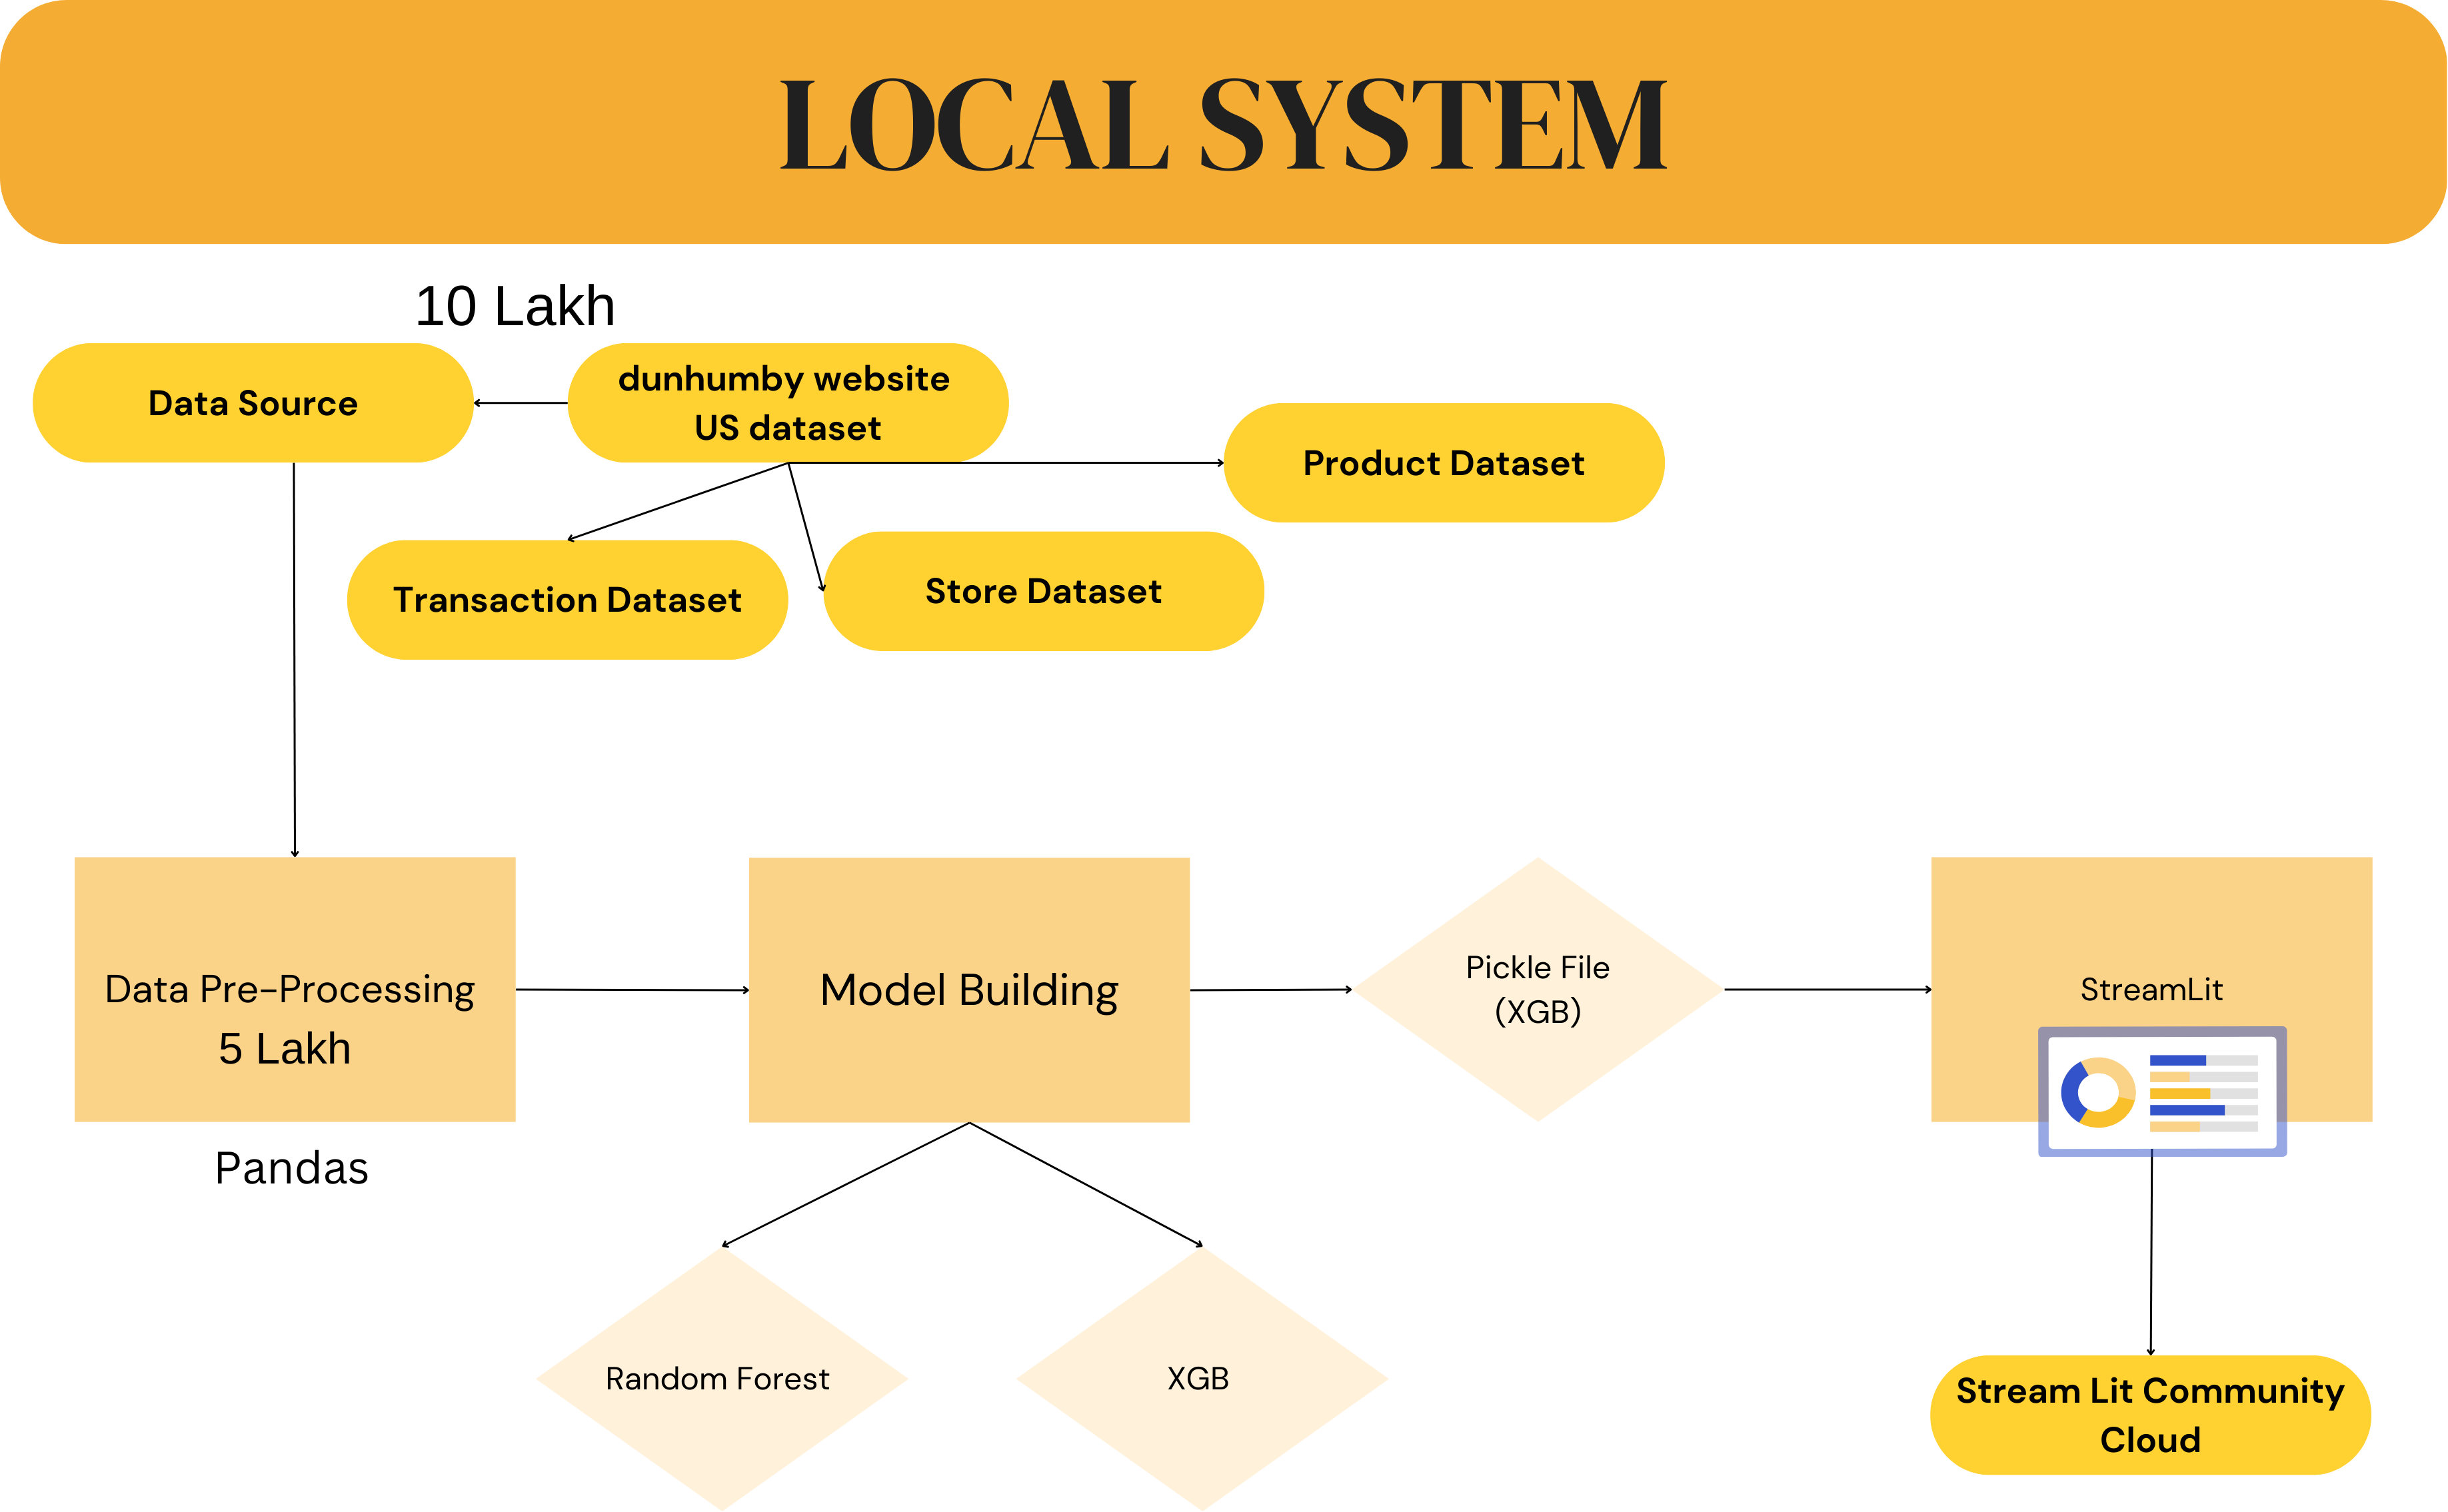 LOCAL SYSTEM
10 Lakh
Data Source
dunhumby website
US dataset
Product Dataset
Transaction Dataset
Store Dataset
Data Pre-Processing
5 Lakh
Pandas
Model Building
Pickle File
(XGB)
StreamLit
Random Forest
XGB
Stream Lit Community
Cloud